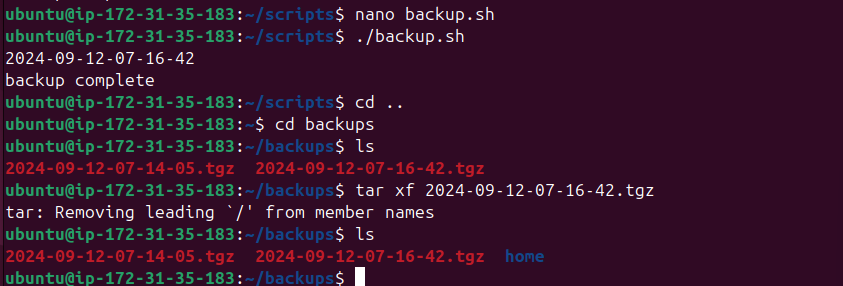 ubuntu@ip-172-31-35-183:~/scripts$ nano backup.sh
ubuntu@ip-172-31-35-183:~/scripts$ ./backup.sh
2024-09-12-07-16-42
backup complete
ubuntu@ip-172-31-35-183:~/scripts$ cd ..
ubuntu@ip-172-31-35-183:~$ cd backups
ubuntu@ip-172-31-35-183:~/backups$ ls
2024-09-12-07-14-05.tgz  2024-09-12-07-16-42.tgz
ubuntu@ip-172-31-35-183:~/backups$ tar xf 2024-09-12-07-16-42.tgz
tar: Removing leading `/' from member names
ubuntu@ip-172-31-35-183:~/backups$ ls
2024-09-12-07-14-05.tgz  2024-09-12-07-16-42.tgz  home
ubuntu@ip-172-31-35-183:~/backups$